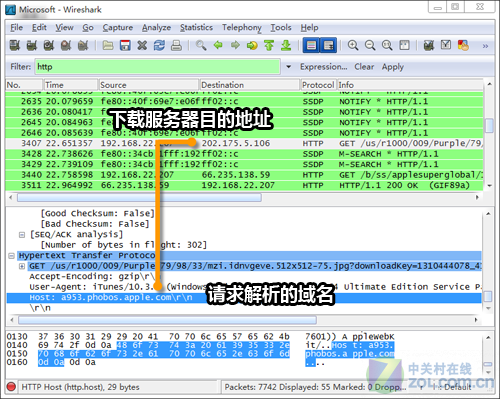 Microsoft - Wireshark
File Edit View Go Capture Analyze Statistics Telephony Tools Help
Filter: http Expression... Clear Apply
No. Time Source Destination Protocol Info
2635 20.079659 fe80::40f:69e7:e06 ff02::c SSDP NOTIFY * HTTP/1.1
2636 20.080417 SSDP NOTIFY * HTTP/1.1
2645 20.084963 SSDP NOTIFY * HTTP/1.1
2646 20.085639 fe80::40f:69e7:e06 ff02::c SSDP NOTIFY * HTTP/1.1
下载服务器目的地址
3407 22.651357 192.168.22.207 202.175.5.106 HTTP GET /us/r1000/009/Purple/79/
3428 22.738626 fe80::34cb:1fff:192 ff02::c SSDP M-SEARCH * HTTP/1.1
3429 22.739109 fe80::34cb:1fff:192 ff02::c SSDP M-SEARCH * HTTP/1.1
3440 22.758598 192.168.22.207 66.235.138.59 HTTP GET /b/ss/applesuperglobal/
3511 22.964992 66.235.138.59 192.168.22.207 HTTP HTTP/1.1 200 OK (GIF89a)
[Good Checksum: False]
[Bad Checksum: False]
[SEQ/ACK analysis]
[Number of bytes in flight: 302]
Hypertext Transfer Protoco
GET /us/r1000/009/Purple/79/98/33/mzi.idnvgeve.512x512-75.jpg?downloadKey=1310444078_4
Accept-Encoding: gzip\r\n
User-Agent: iTunes/10.3. (Windows 4 Ultimate Edition Service P
Host: a953.phobos.apple.com\r\n
\r\n
请求解析的域名
0130 37 36 30 31 29 29 20 41 70 70 6c 65 57 65 62 4b 7601)) A ppleWebK
0140 69 74 2f 0d 0a 48 6f 73 74 3a 20 61 39 35 33 2e it/..Host: a953.
0150 70 68 6f 62 6f 73 2e 61 70 70 6c 65 2e 63 6f 6d phobos.a pple.com
0160 0d 0a 0d 0a ....
HTTP Host (http.host), 29 bytes Packets: 7742 Displayed: 55 Marked: 0 Dropp
中关村在线
zol.com.cn